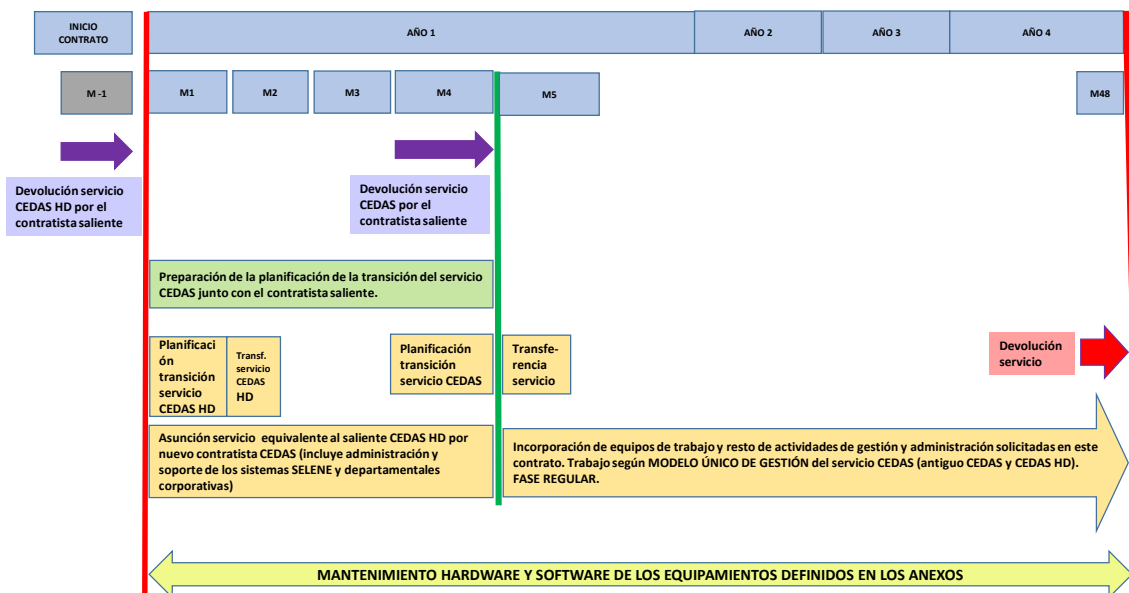 INICIO
CONTRATO
AÑO 1
AÑO 2
AÑO 3
AÑO 4
M -1
M1
M2
M3
M4
M5
M48
Devolución servicio
CEDAS HD por el
contratista saliente
Devolución servicio
CEDAS por el
contratista saliente
Preparación de la planificación de la transición del servicio
CEDAS junto con el contratista saliente.
Planificaci
ón
transición
servicio
CEDAS HD
Transf.
servicio
CEDAS
HD
Planificación
transición
servicio CEDAS
Transfe-
rencia
servicio
Devolución
servicio
Asunción servicio equivalente al saliente CEDAS HD por
nuevo contratista CEDAS (incluye administración y
soporte de los sistemas SELENE y departamentales
corporativas)
Incorporación de equipos de trabajo y resto de actividades de gestión y administración solicitadas en este
contrato. Trabajo según MODELO ÚNICO DE GESTIÓN del servicio CEDAS (antiguo CEDAS y CEDAS HD).
FASE REGULAR.
MANTENIMIENTO HARDWARE Y SOFTWARE DE LOS EQUIPAMIENTOS DEFINIDOS EN LOS ANEXOS